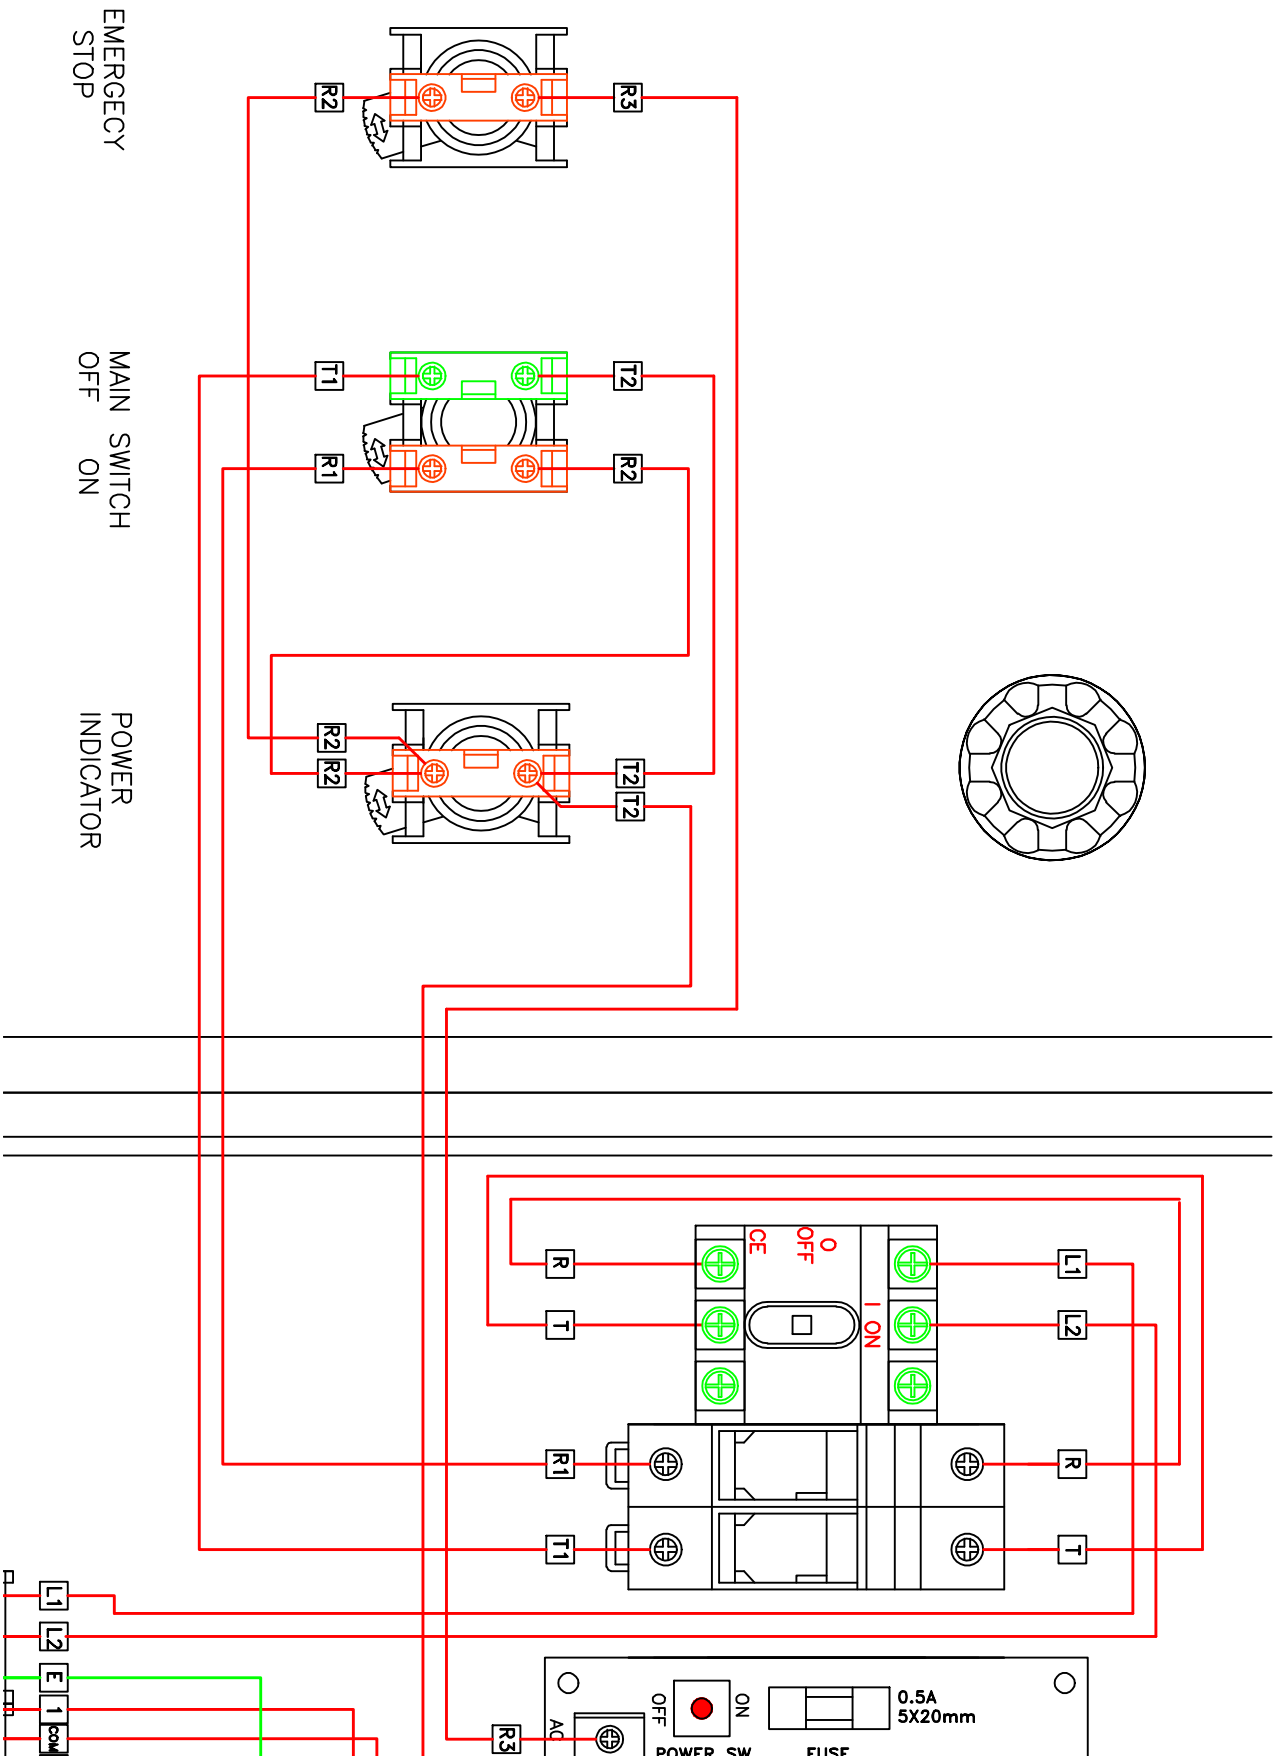 EMERGECY
STOP
R2
R3
MAIN SWITCH
OFF ON
T1
T2
R1
R2
POWER
INDICATOR
R2
R2
T2
T2
R
T
CE
O
OFF
I ON
L1
L2
R1
T1
R
T
L1
L2
E
1
COM
R3
AC
OFF
ON
POWER SW
0.5A
5X20mm
FUSE